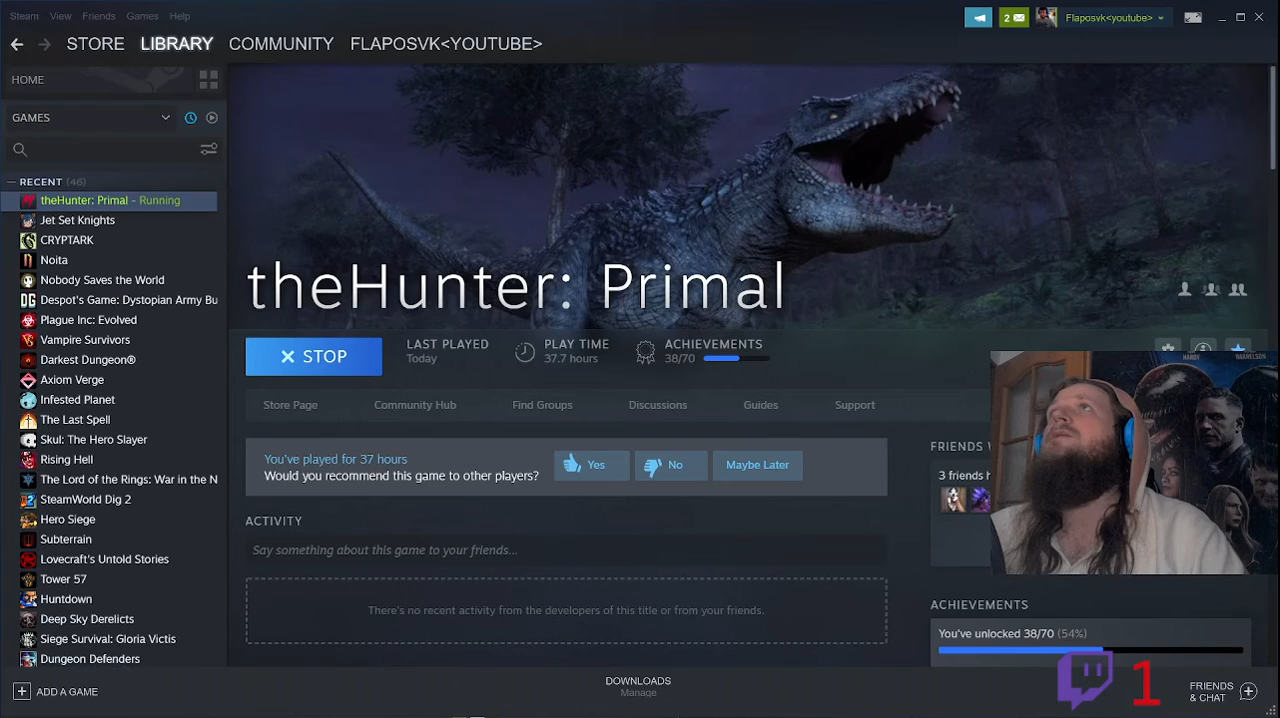 Steam View Friends Games Help
2 Flaposvk<youtube>
STORE LIBRARY COMMUNITY FLAPOSVK<YOUTUBE>
HOME
GAMES
RECENT (46)
theHunter: Primal - Running
Jet Set Knights
CRYPTARK
Noita
Nobody Saves the World
Despot's Game: Dystopian Army Bu
Plague Inc: Evolved
Vampire Survivors
Darkest Dungeon®
Axiom Verge
Infested Planet
The Last Spell
Skul: The Hero Slayer
Rising Hell
The Lord of the Rings: War in the N
SteamWorld Dig 2
Hero Siege
Subterrain
Lovecraft's Untold Stories
Tower 57
Huntdown
Deep Sky Derelicts
Siege Survival: Gloria Victis
Dungeon Defenders
ADD A GAME
theHunter: Primal
STOP
LAST PLAYED
Today
PLAY TIME
37.7 hours
ACHIEVEMENTS
38/70
Store Page Community Hub Find Groups Discussions Guides Support
You've played for 37 hours
Would you recommend this game to other players?
Yes No Maybe Later
ACTIVITY
Say something about this game to your friends...
There's no recent activity from the developers of this title or from your friends.
FRIENDS W
3 friends h
HARDY HARRELSON
ACHIEVEMENTS
You've unlocked 38/70 (54%)
DOWNLOADS
Manage
1
FRIENDS
& CHAT